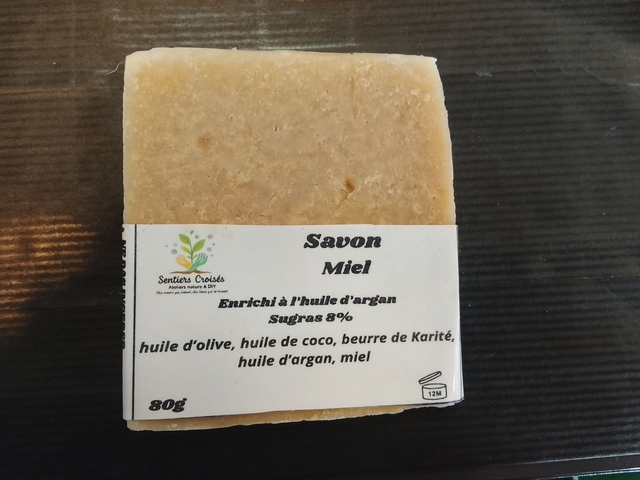 Savon
Miel
Sentiers Croisés
Ateliers nature & DIY
Enrichi à l'huile d'argan
Sugras 8%
huile d'olive, huile de coco, beurre de Karité,
huile d'argan, miel
80g
12M